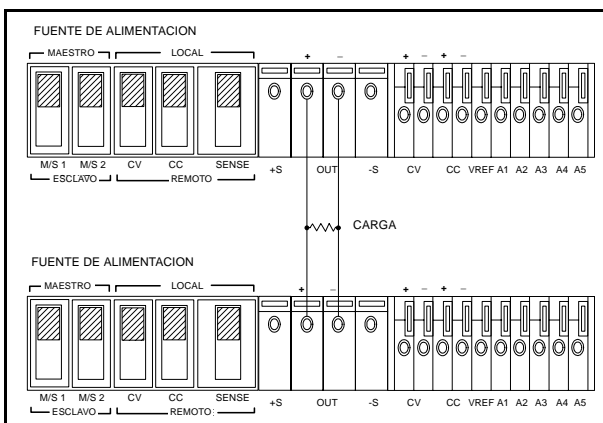 FUENTE DE ALIMENTACION
MAESTRO LOCAL
+ – + – + –
M/S 1 M/S 2 CV CC SENSE +S OUT -S CV CC VREF A1 A2 A3 A4 A5
ESCLAVO REMOTO
CARGA
FUENTE DE ALIMENTACION
MAESTRO LOCAL
+ – + – + –
M/S 1 M/S 2 CV CC SENSE +S OUT -S CV CC VREF A1 A2 A3 A4 A5
ESCLAVO REMOTO